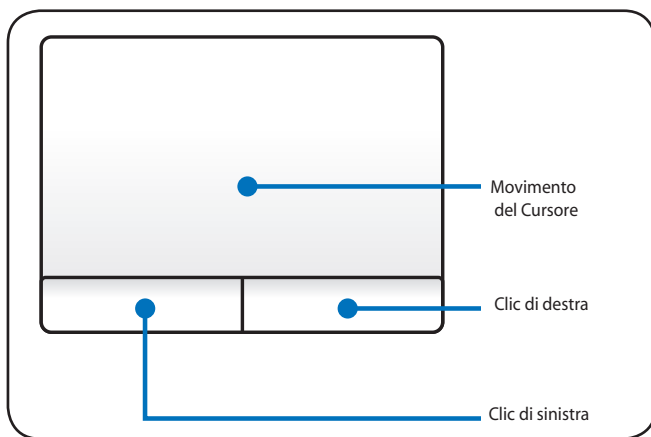 Movimento
del Cursore
Clic di destra
Clic di sinistra